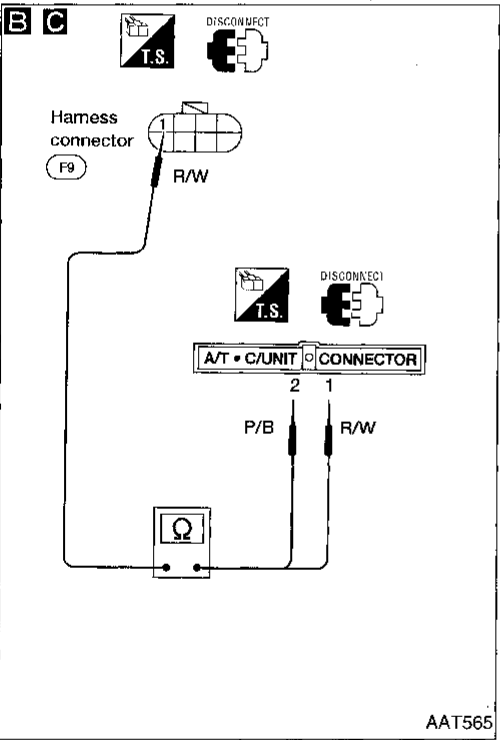 B C
DISCONNECT
T.S.
Harness
connector
1
F9
R/W
DISCONNECT
T.S.
A/T • C/UNIT CONNECTOR
2 1
P/B R/W
Ω
AAT565